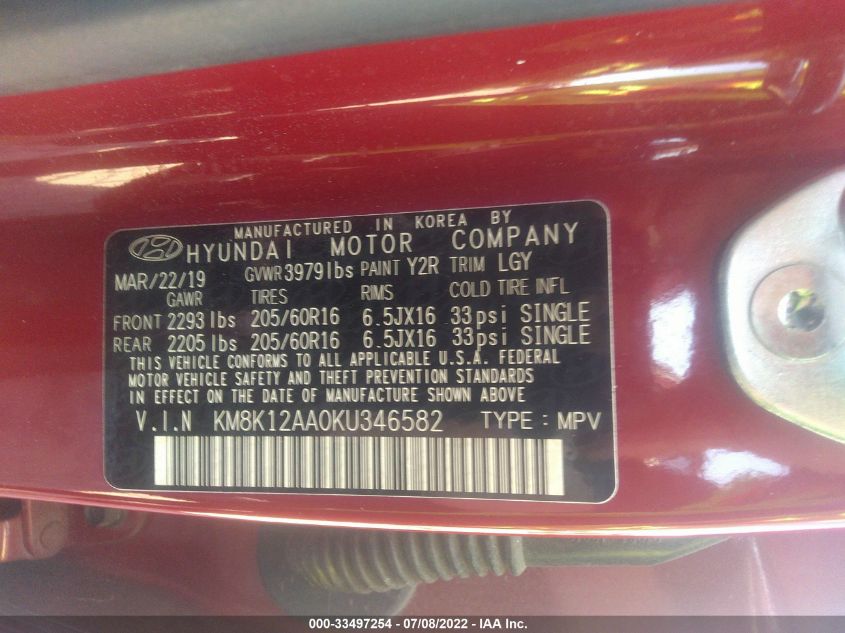 MANUFACTURED IN KOREA BY
HYUNDAI MOTOR COMPANY
MAR/22/19 GVWR 3979lbs PAINT Y2R TRIM LGY
GAWR TIRES RIMS COLD TIRE INFL
FRONT 2293 lbs 205/60R16 6.5JX16 33psi SINGLE
REAR 2205 lbs 205/60R16 6.5JX16 33psi SINGLE
THIS VEHICLE CONFORMS TO ALL APPLICABLE U.S.A. FEDERAL
MOTOR VEHICLE SAFETY AND THEFT PREVENTION STANDARDS
IN EFFECT ON THE DATE OF MANUFACTURE SHOWN ABOVE
V.I.N KM8K12AA0KU346582 TYPE : MPV
000-33497254 - 07/08/2022 - IAA Inc.